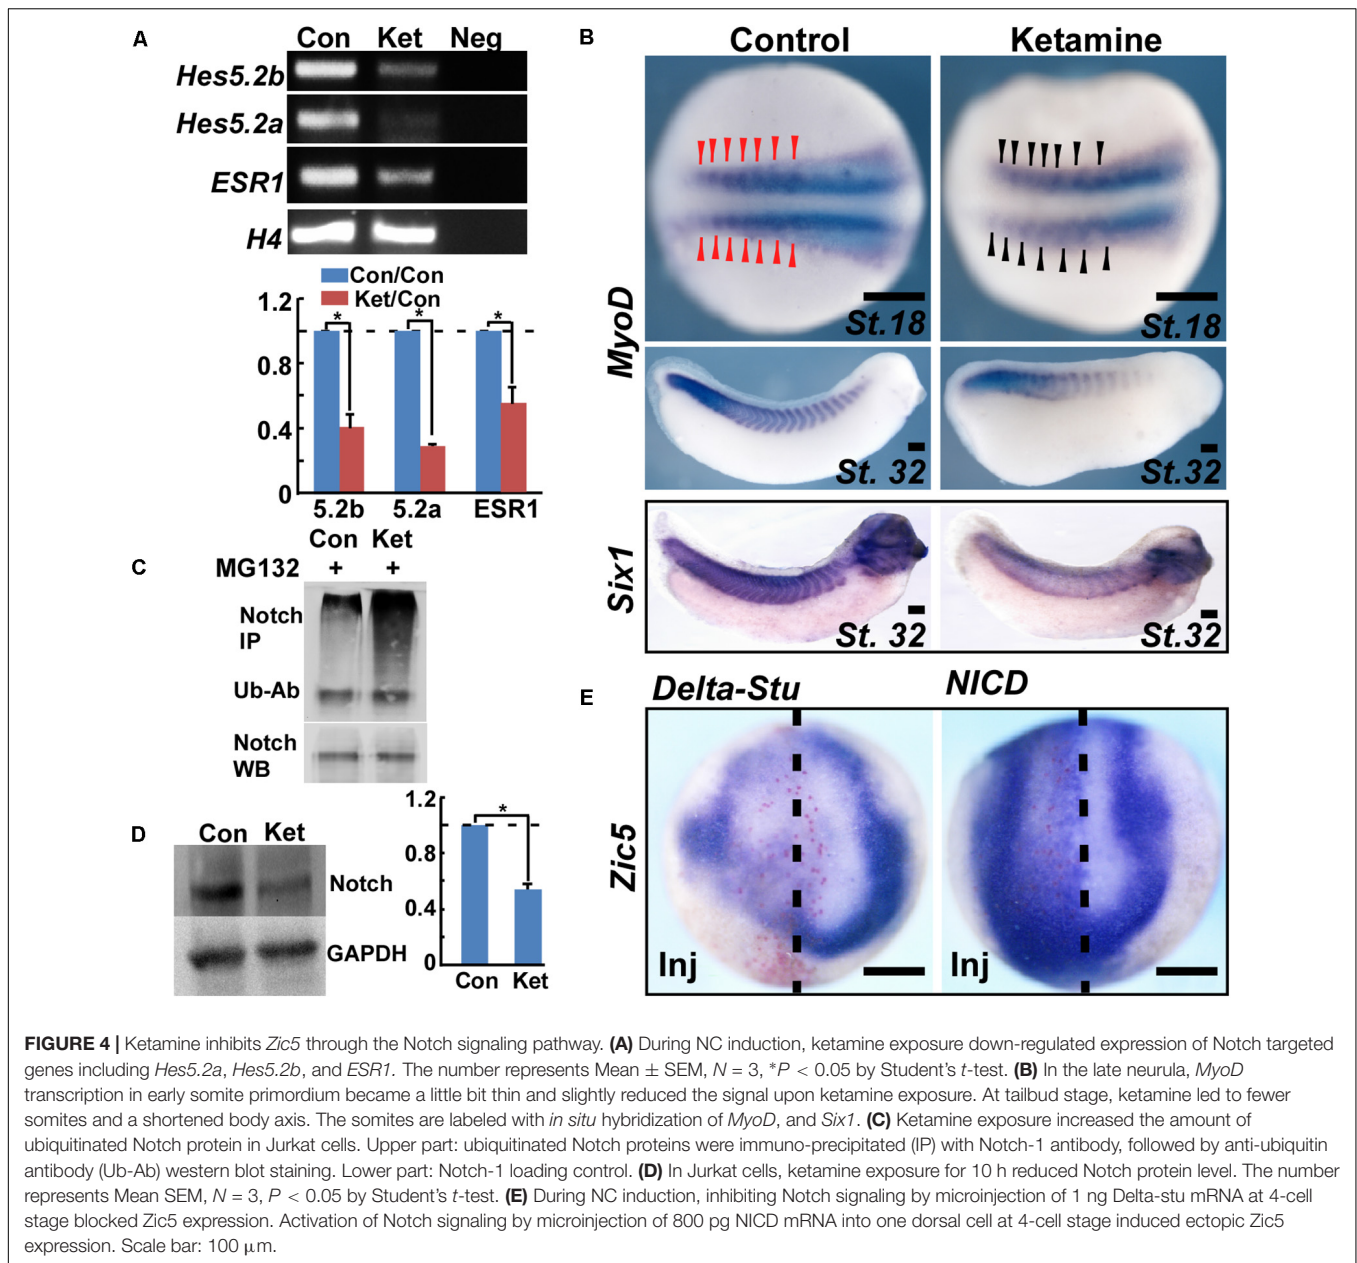 A
Con Ket Neg
Hes5.2b
Hes5.2a
ESR1
H4
Con/Con
Ket/Con
1.2
0.8
0.4
0
* * *
5.2b 5.2a ESR1
B
Control Ketamine
MyoD
St.18 St.18
St. 32 St.32
Six1
St. 32 St.32
C
Con Ket
MG132 + +
Notch
IP
Ub-Ab
Notch
WB
D
Con Ket
Notch
GAPDH
1.2
0.8
0.4
0
*
Con Ket
E
Delta-Stu NICD
Zic5
Inj Inj
FIGURE 4 | Ketamine inhibits Zic5 through the Notch signaling pathway. (A) During NC induction, ketamine exposure down-regulated expression of Notch targeted
genes including Hes5.2a, Hes5.2b, and ESR1. The number represents Mean ± SEM, N = 3, *P < 0.05 by Student's t-test. (B) In the late neurula, MyoD
transcription in early somite primordium became a little bit thin and slightly reduced the signal upon ketamine exposure. At tailbud stage, ketamine led to fewer
somites and a shortened body axis. The somites are labeled with in situ hybridization of MyoD, and Six1. (C) Ketamine exposure increased the amount of
ubiquitinated Notch protein in Jurkat cells. Upper part: ubiquitinated Notch proteins were immuno-precipitated (IP) with Notch-1 antibody, followed by anti-ubiquitin
antibody (Ub-Ab) western blot staining. Lower part: Notch-1 loading control. (D) In Jurkat cells, ketamine exposure for 10 h reduced Notch protein level. The number
represents Mean SEM, N = 3, P < 0.05 by Student's t-test. (E) During NC induction, inhibiting Notch signaling by microinjection of 1 ng Delta-stu mRNA at 4-cell
stage blocked Zic5 expression. Activation of Notch signaling by microinjection of 800 pg NICD mRNA into one dorsal cell at 4-cell stage induced ectopic Zic5
expression. Scale bar: 100 μm.